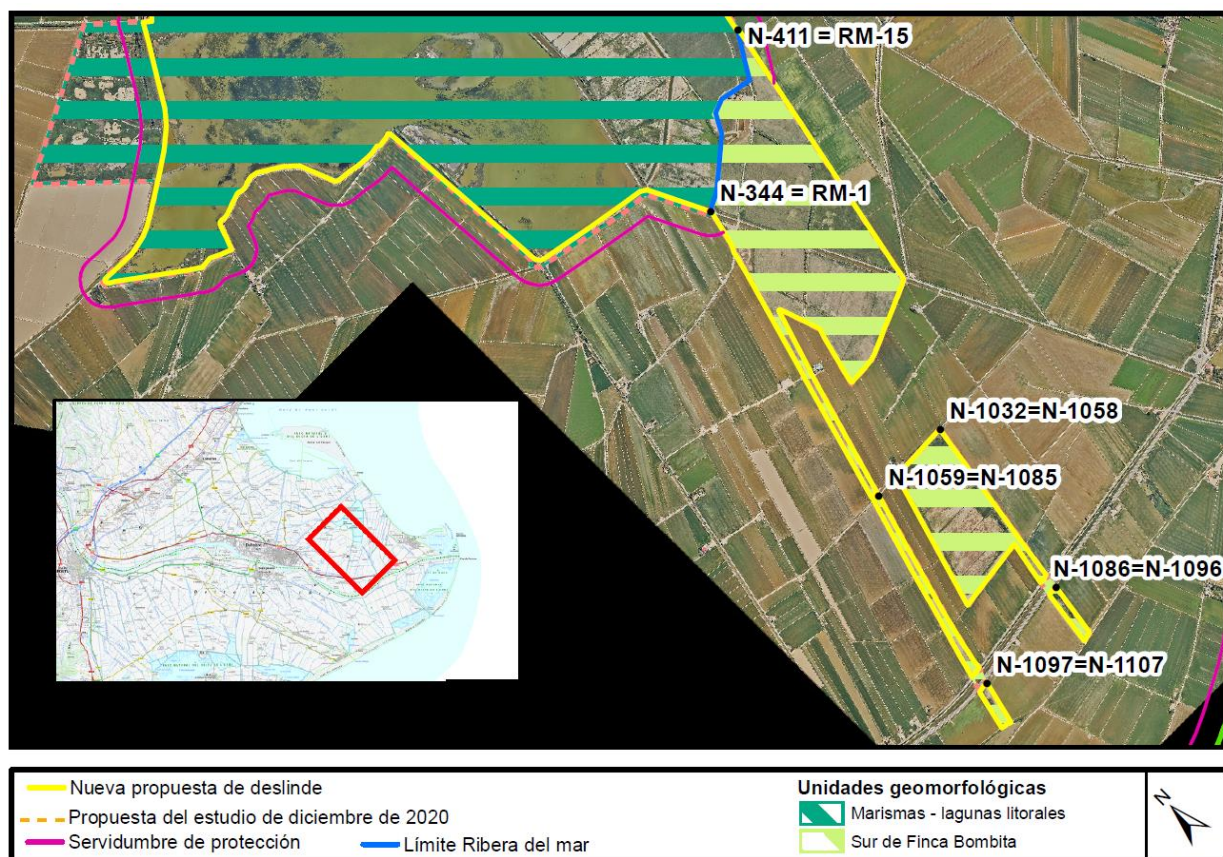 N-411 = RM-15
N-344 = RM-1
N-1032=N-1058
N-1059=N-1085
N-1086=N-1096
N-1097=N-1107
Nueva propuesta de deslinde
Propuesta del estudio de diciembre de 2020
Servidumbre de protección
Límite Ribera del mar
Unidades geomorfológicas
Marismas - lagunas litorales
Sur de Finca Bombita
N